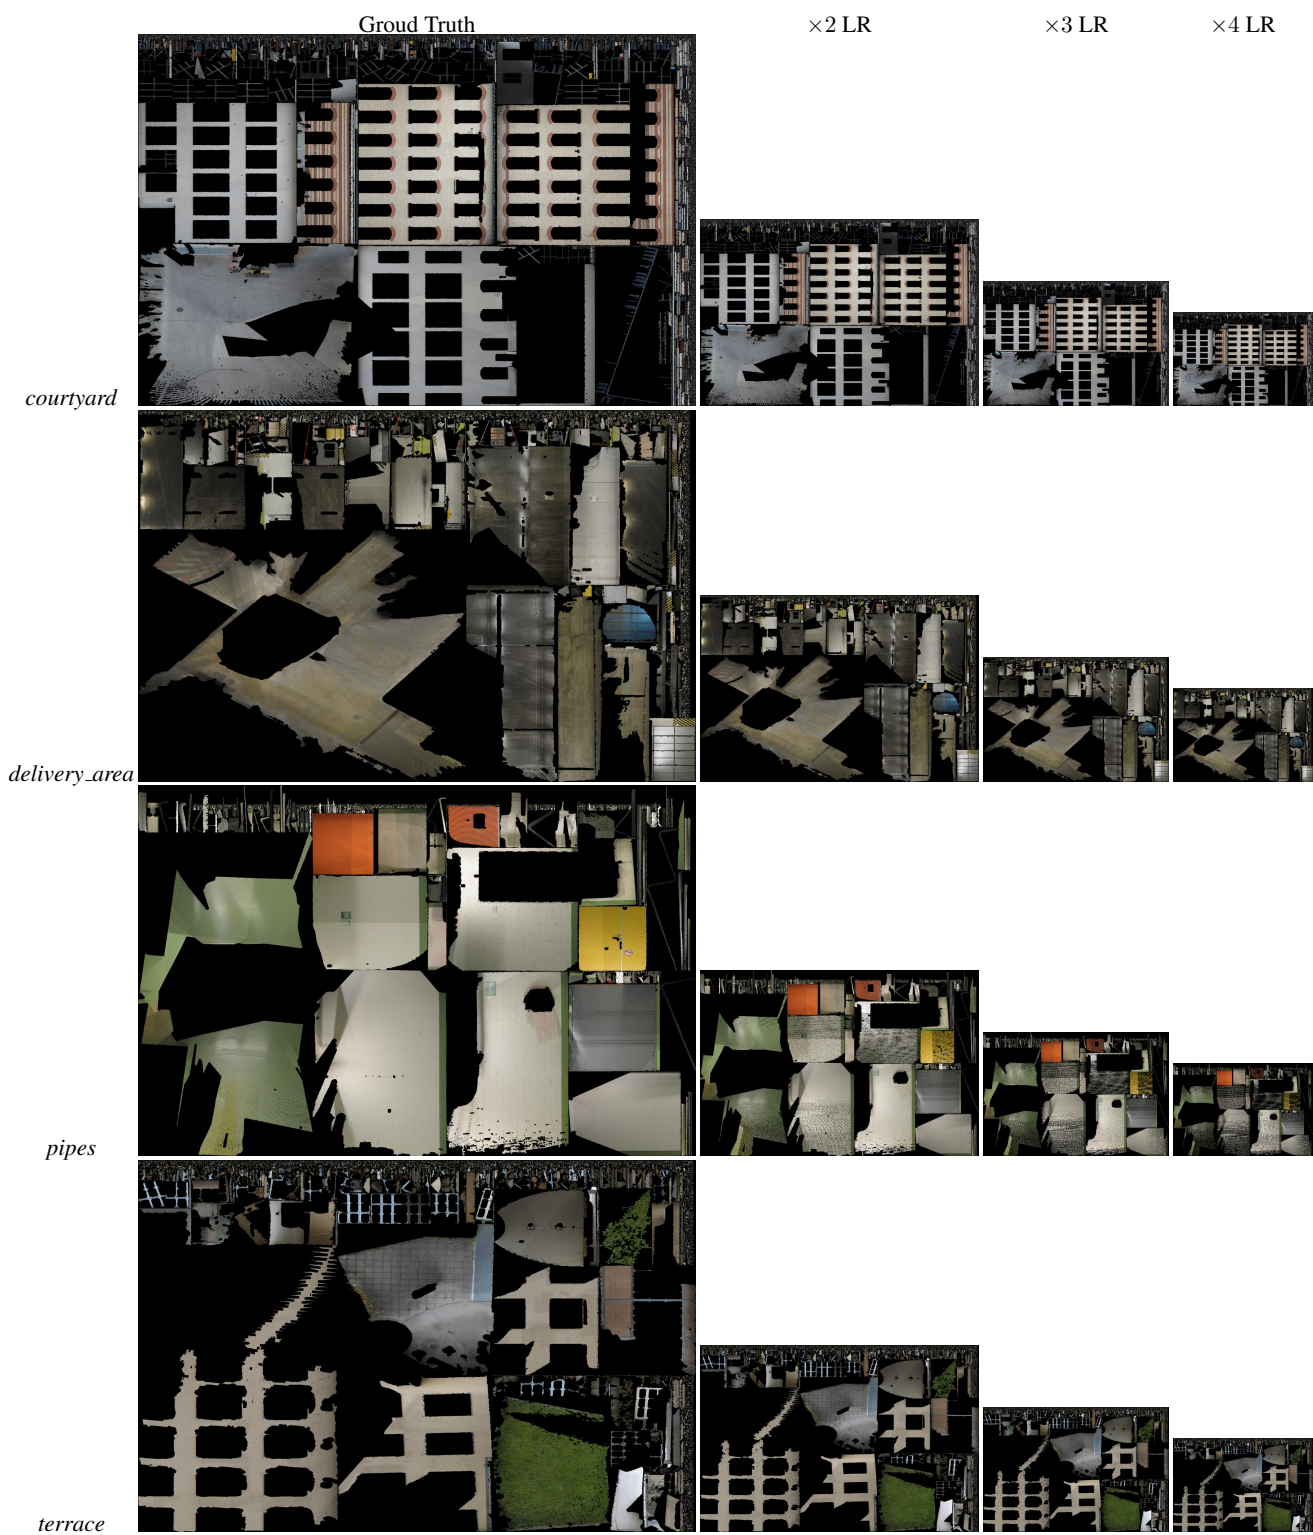 Groud Truth ×2 LR ×3 LR ×4 LR
courtyard
delivery_area
pipes
terrace